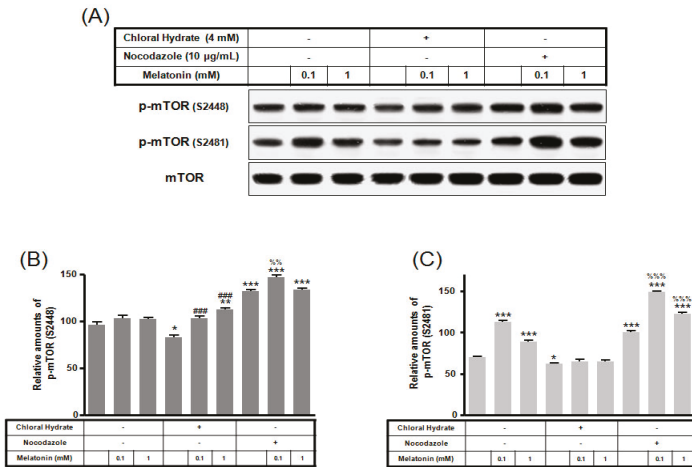 (A)
Chloral Hydrate (4 mM) - + -
Nocodazole (10 μg/mL) - - +
Melatonin (mM) 0.1 1 0.1 1 0.1 1
p-mTOR (S2448)
p-mTOR (S2481)
mTOR
(B)
Relative amounts of
p-mTOR (S2448)
150
100
50
0
*
###
###
**
***
%%
***
***
Chloral Hydrate - + -
Nocodazole - - +
Melatonin (mM) 0.1 1 0.1 1 0.1 1
(C)
Relative amounts of
p-mTOR (S2481)
150
100
50
0
***
***
*
***
%%%
***
%%%
***
Chloral Hydrate - + -
Nocodazole - - +
Melatonin (mM) 0.1 1 0.1 1 0.1 1